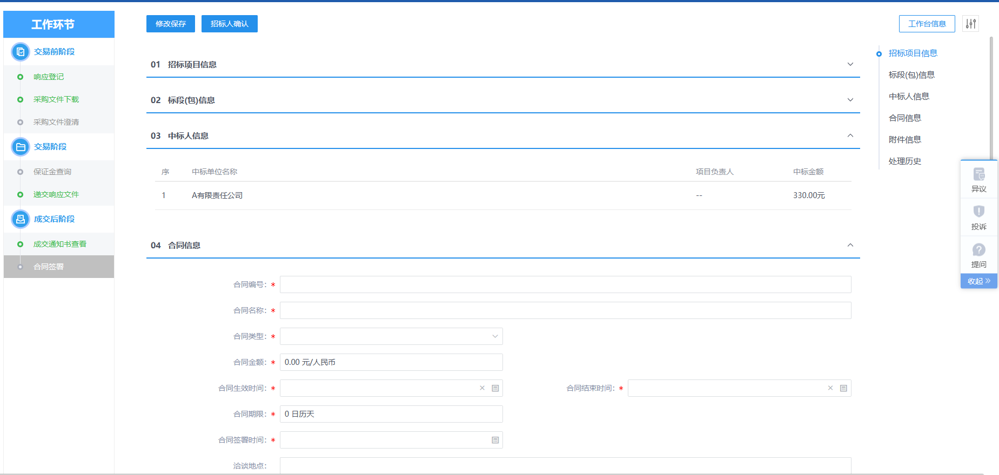 工作环节
交易前阶段
响应登记
采购文件下载
采购文件澄清
交易阶段
保证金查询
递交响应文件
成交后阶段
成交通知书查看
合同签署
修改保存 招标人确认 工作台信息
01 招标项目信息
02 标段(包)信息
03 中标人信息
序 中标单位名称 项目负责人 中标金额
1 A有限责任公司 -- 330.00元
04 合同信息
合同编号: *
合同名称: *
合同类型: *
合同金额: * 0.00 元/人民币
合同生效时间: * 合同结束时间: *
合同期限: * 0 日历天
合同签署时间: *
洽谈地点:
招标项目信息
标段(包)信息
中标人信息
合同信息
附件信息
处理历史
异议
投诉
提问
收起 »